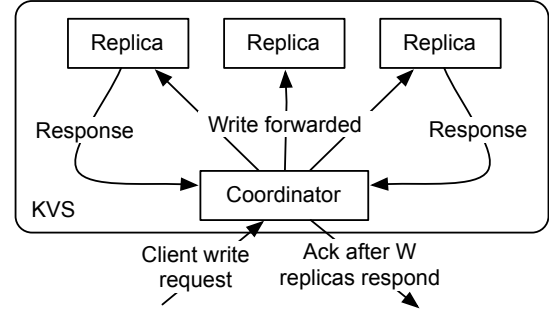 Replica
Replica
Replica
Response
Write forwarded
Response
Coordinator
KVS
Client write
request
Ack after W
replicas respond